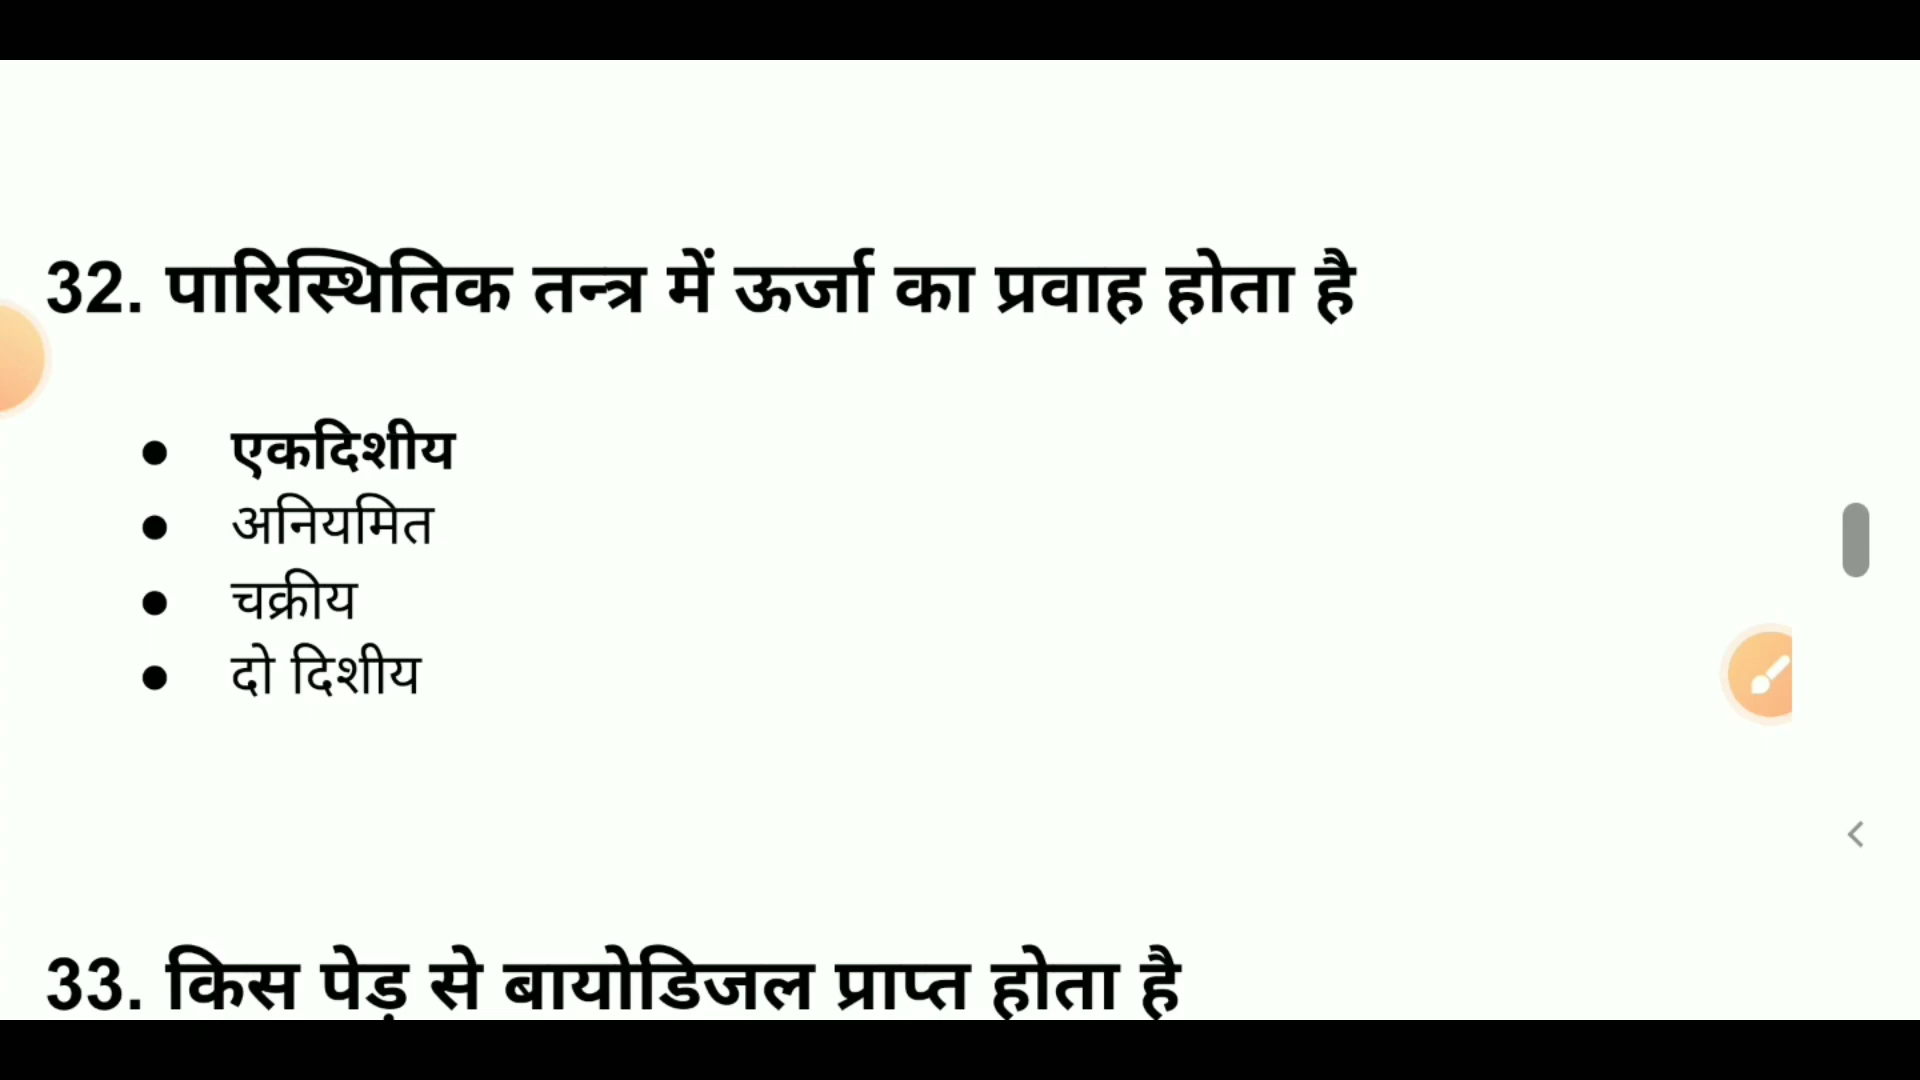 32. पारिस्थितिक तन्त्र में ऊर्जा का प्रवाह होता है
● एकदिशीय
● अनियमित
● चक्रीय
● दो दिशीय
33. किस पेड़ से बायोडिजल प्राप्त होता है